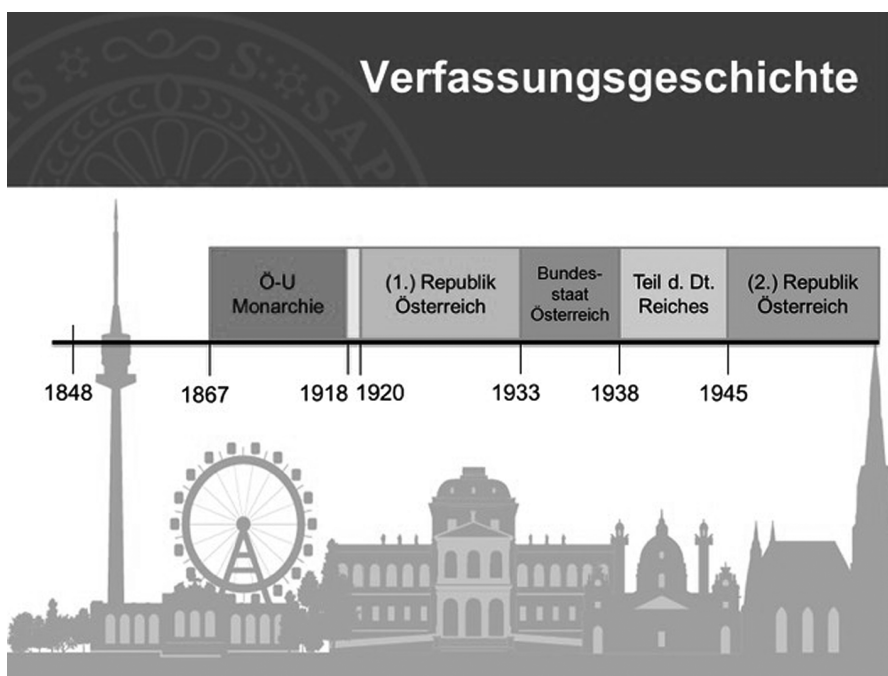 Verfassungsgeschichte
Ö-U
Monarchie
(1.) Republik
Österreich
Bundes-
staat
Österreich
Teil d. Dt.
Reiches
(2.) Republik
Österreich
1848
1867
1918
1920
1933
1938
1945